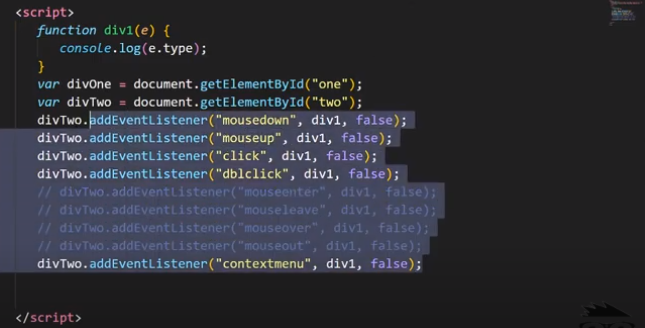 <script>
function div1(e) {
console.log(e.type);
}
var divOne = document.getElementById("one");
var divTwo = document.getElementById("two");
divTwo.addEventListener("mousedown", div1, false);
divTwo.addEventListener("mouseup", div1, false);
divTwo.addEventListener("click", div1, false);
divTwo.addEventListener("dblclick", div1, false);
// divTwo.addEventListener("mouseenter", div1, false);
// divTwo.addEventListener("mouseleave", div1, false);
// divTwo.addEventListener("mouseover", div1, false);
// divTwo.addEventListener("mouseout", div1, false);
divTwo.addEventListener("contextmenu", div1, false);
</script>